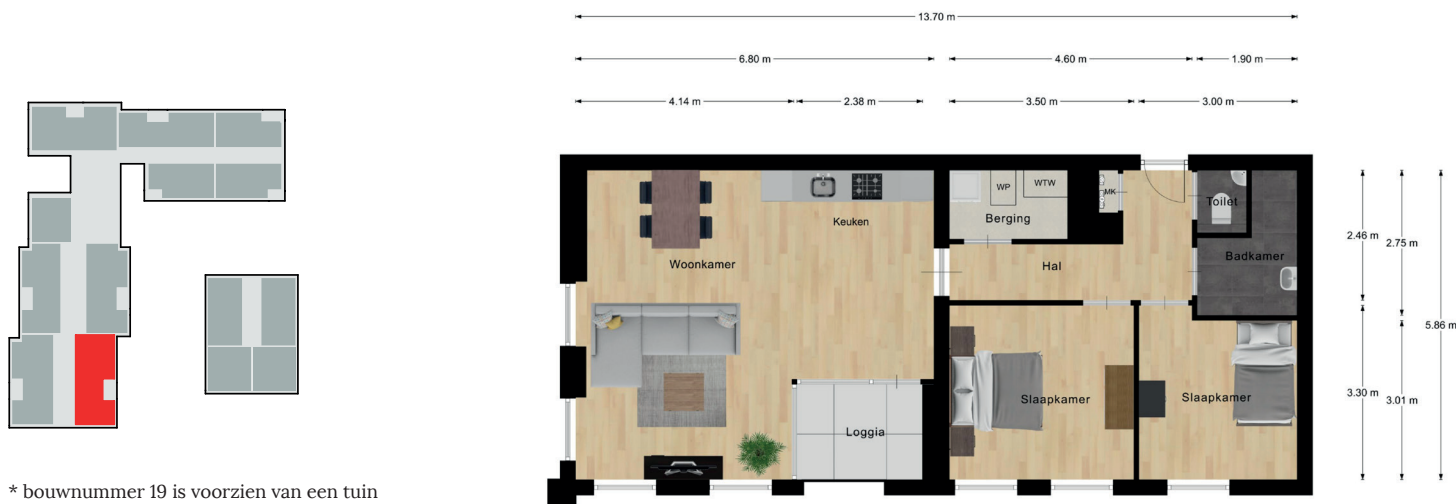 13.70 m
6.80 m
4.60 m
1.90 m
4.14 m
2.38 m
3.50 m
3.00 m
WP
WTW
MK
Toilet
Berging
Keuken
Woonkamer
Hal
Badkamer
2.46 m
2.75 m
5.86 m
Slaapkamer
Slaapkamer
3.30 m
3.01 m
Loggia
* bouwnummer 19 is voorzien van een tuin